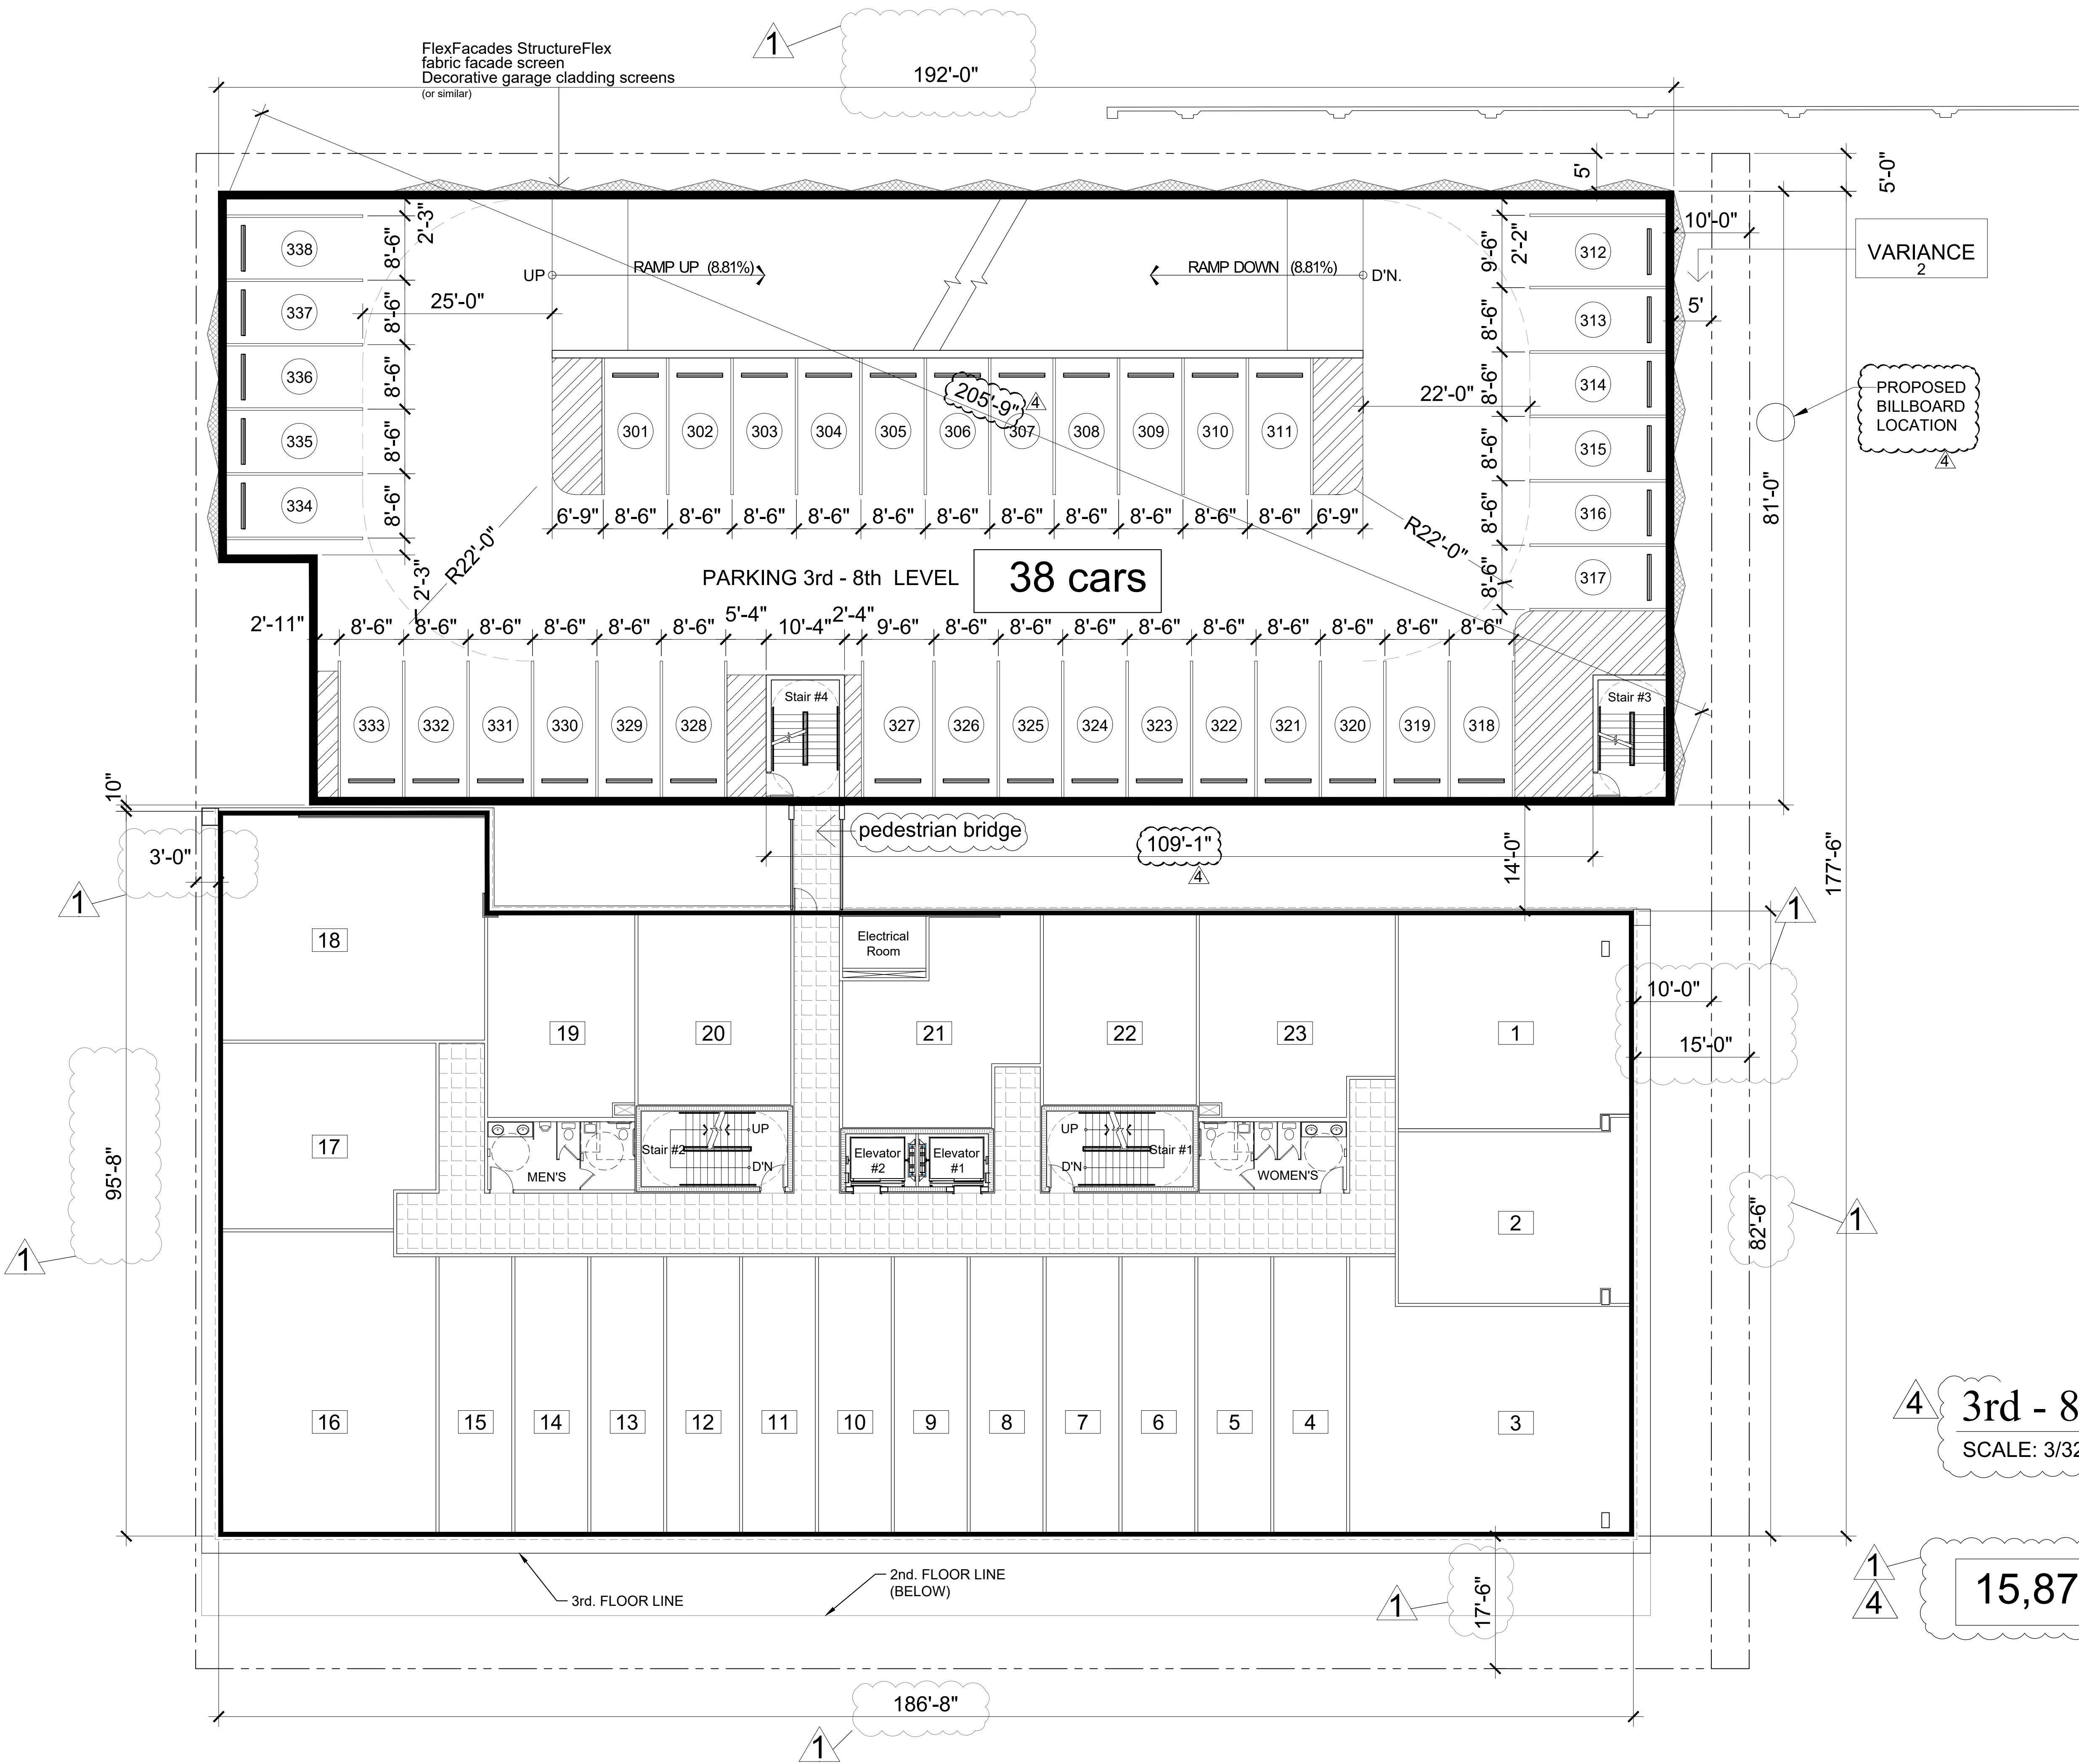 FlexFacades StructureFlex
fabric facade screen
Decorative garage cladding screens
(or similar)
1
192'-0"
5'
5'-0"
10'-0"
VARIANCE
2
5'
2'-3"
8'-6"
8'-6"
8'-6"
8'-6"
8'-6"
2'-3"
338
337
336
335
334
25'-0"
UP
RAMP UP (8.81%)
RAMP DOWN (8.81%)
D'N.
2'-2"
9'-6"
8'-6"
8'-6"
8'-6"
8'-6"
8'-6"
312
313
314
315
316
317
22'-0"
205'-9"
4
PROPOSED
BILLBOARD
LOCATION
4
81'-0"
301 302 303 304 305 306 307 308 309 310 311
6'-9" 8'-6" 8'-6" 8'-6" 8'-6" 8'-6" 8'-6" 8'-6" 8'-6" 8'-6" 8'-6" 8'-6" 6'-9"
R22'-0"
R22'-0"
PARKING 3rd - 8th LEVEL
38 cars
2'-11" 8'-6" 8'-6" 8'-6" 8'-6" 8'-6" 8'-6" 5'-4" 10'-4" 2'-4" 9'-6" 8'-6" 8'-6" 8'-6" 8'-6" 8'-6" 8'-6" 8'-6" 8'-6" 8'-6"
Stair #4
Stair #3
333 332 331 330 329 328 327 326 325 324 323 322 321 320 319 318
10"
3'-0"
1
pedestrian bridge
109'-1"
4
14'-0"
177'-6"
1
18
Electrical
Room
10'-0"
15'-0"
19 20 21 22 23 1
17
95'-8"
1
MEN'S
Stair #2
UP
D'N
Elevator
#2
Elevator
#1
UP
D'N
Stair #1
WOMEN'S
2
82'-6"
1
16 15 14 13 12 11 10 9 8 7 6 5 4 3
4
3rd - 8
SCALE: 3/32
1
4
15,87
3rd. FLOOR LINE
2nd. FLOOR LINE
(BELOW)
1
17'-6"
186'-8"
1